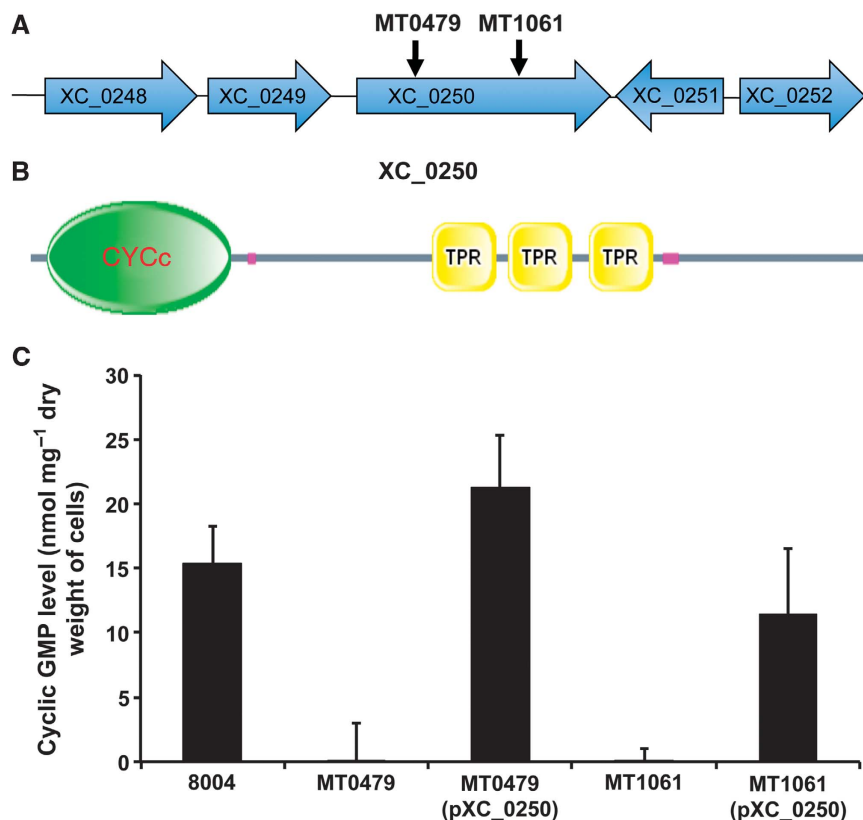 A
MT0479 MT1061
XC_0248 XC_0249 XC_0250 XC_0251 XC_0252
B
XC_0250
CYCc TPR TPR TPR
C
Cyclic GMP level (nmol mg⁻¹ dry
weight of cells)
30
25
20
15
10
5
0
8004 MT0479 MT0479 MT1061 MT1061
(pXC_0250) (pXC_0250)